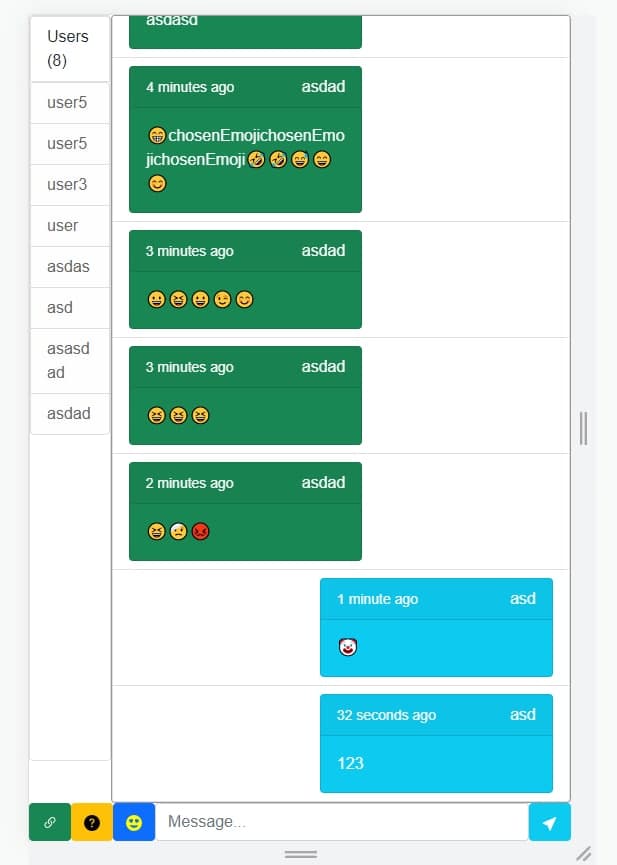 Users
(8)
user5
user5
user3
user
asdas
asd
asasd
ad
asdad
asdasd
4 minutes ago asdad
😁chosenEmojichosenEmo
jichosenEmoji🤣🤣😅😄
😊
3 minutes ago asdad
😀😆😀😉😊
3 minutes ago asdad
😆😆😆
2 minutes ago asdad
😆🤕😡
1 minute ago asd
🤡
32 seconds ago asd
123
?
Message...